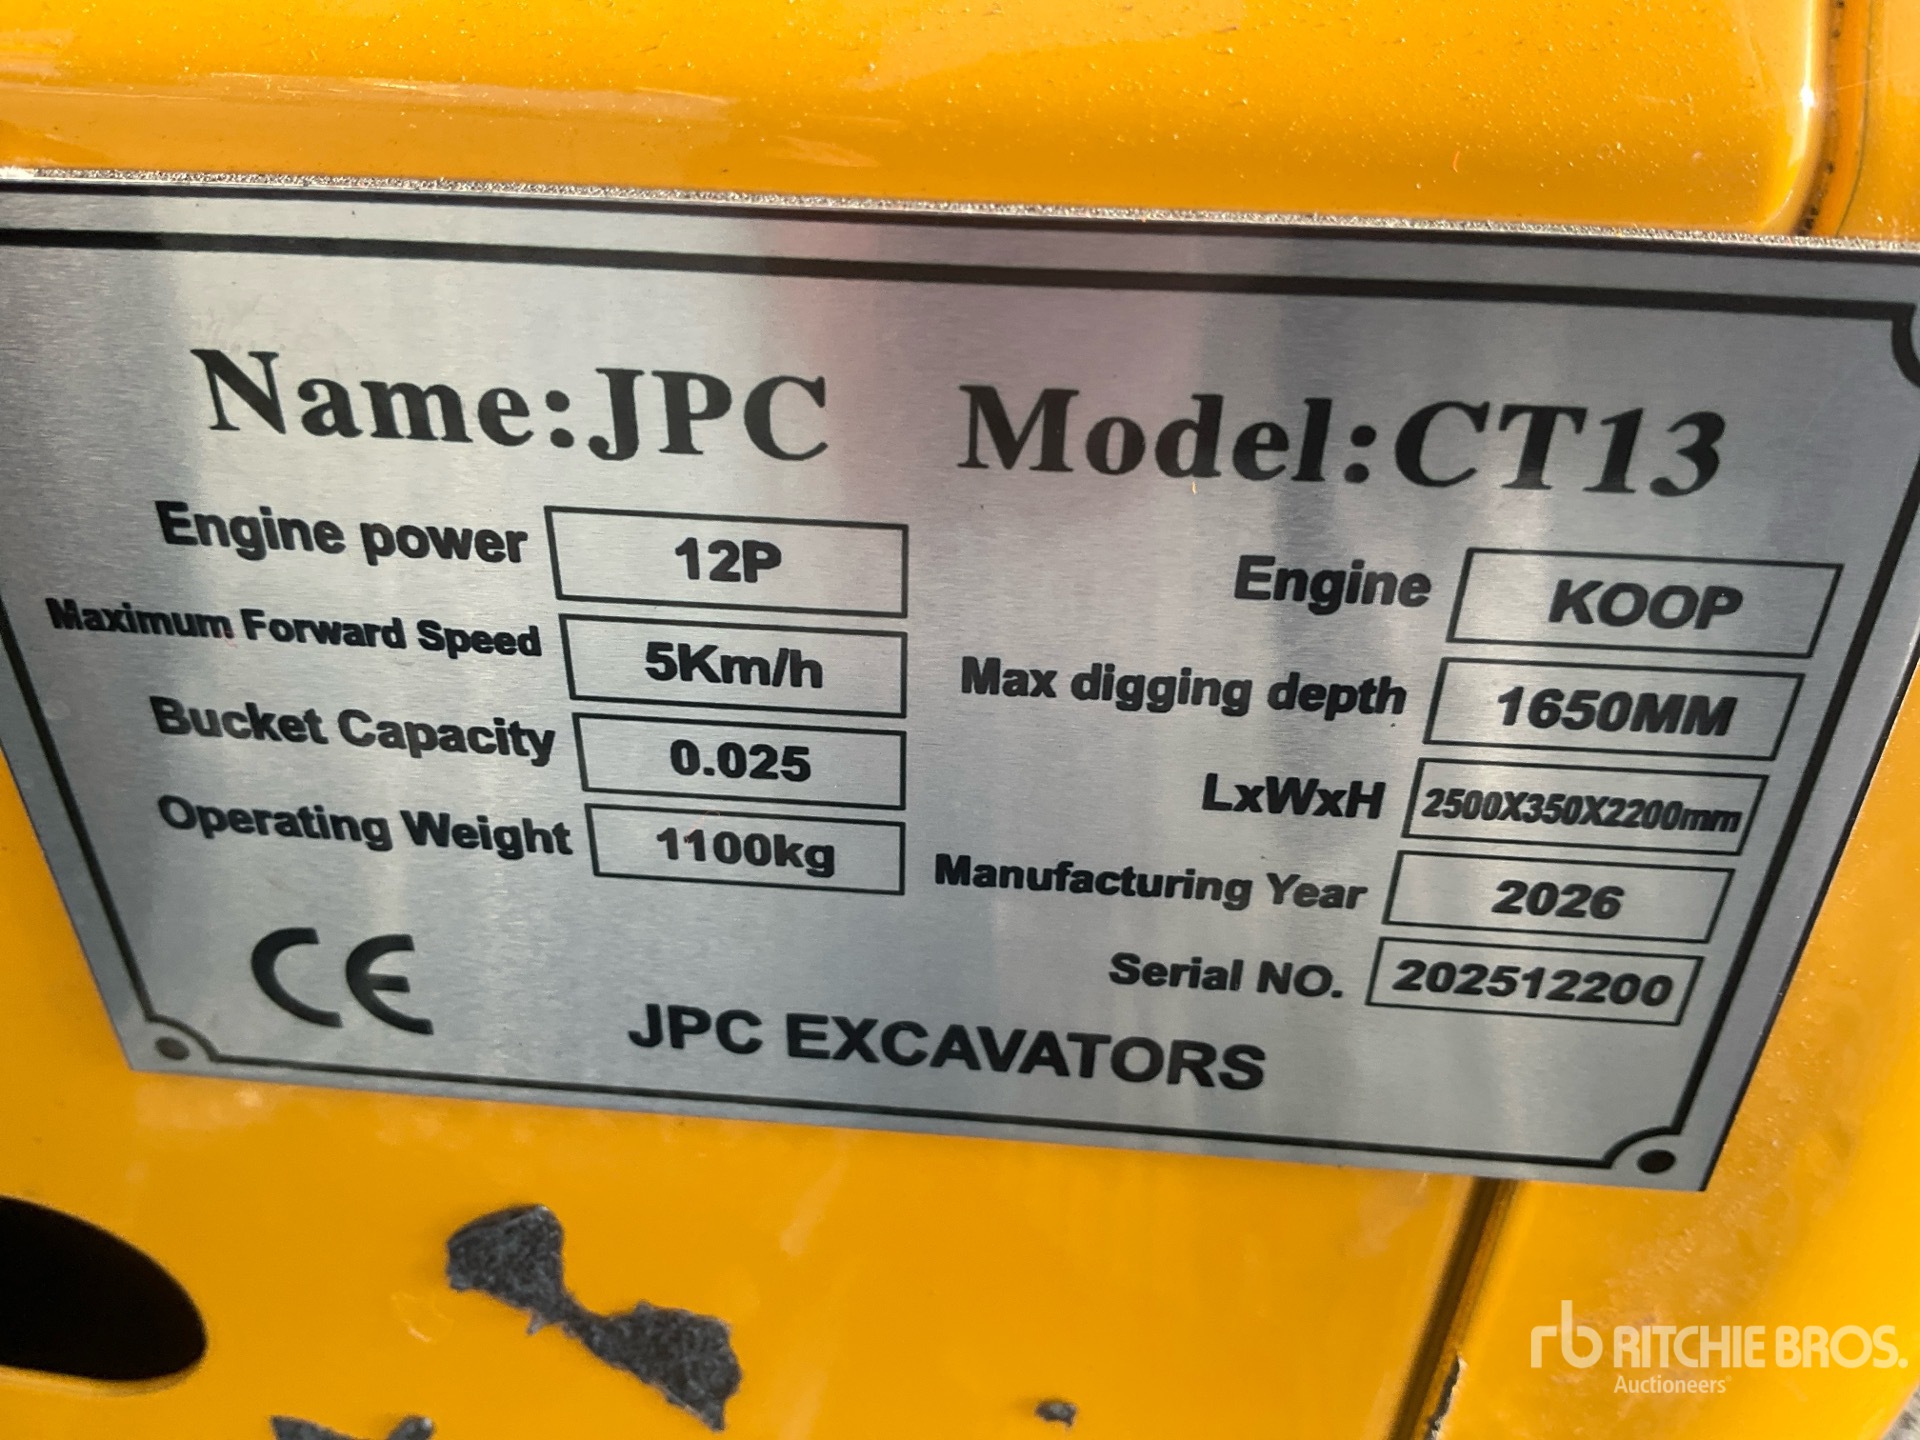 Name:JPC Model:CT13
Engine power 12P
Engine KOOP
Maximum Forward Speed 5Km/h
Max digging depth 1650MM
Bucket Capacity 0.025
LxWxH 2500X350X2200mm
Operating Weight 1100kg
Manufacturing Year 2026
Serial NO. 202512200
CE
JPC EXCAVATORS
rb RITCHIE BROS.
Auctioneers